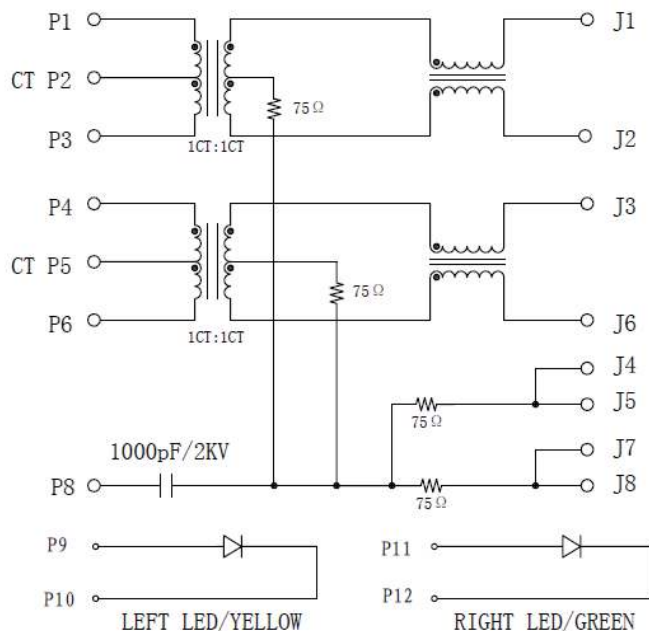 P1
J1
CT P2
75Ω
P3
J2
1CT:1CT
P4
J3
CT P5
75Ω
P6
J6
1CT:1CT
J4
J5
75Ω
1000pF/2KV
J7
P8
J8
75Ω
P9
P11
P10
P12
LEFT LED/YELLOW
RIGHT LED/GREEN